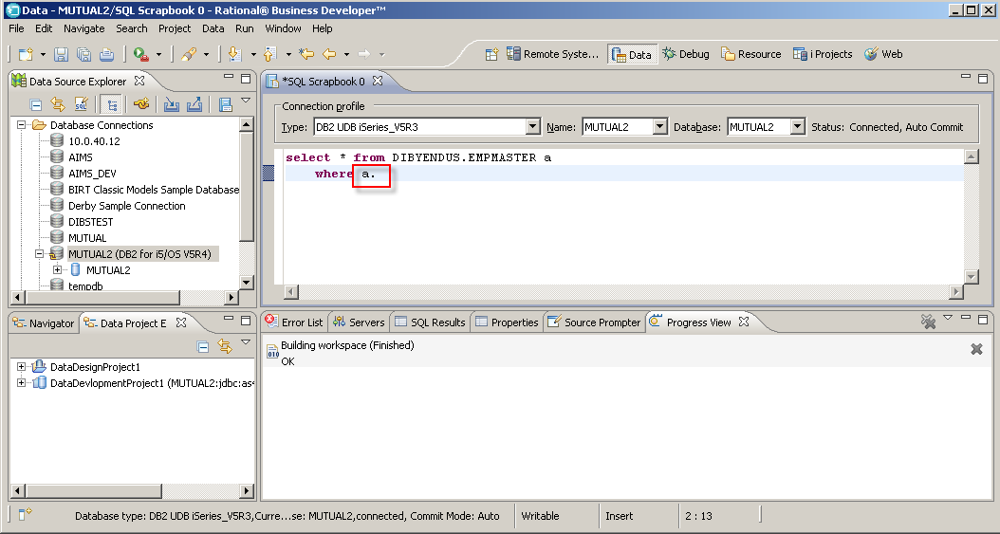 Data - MUTUAL2/SQL Scrapbook 0 - Rational® Business Developer™
File Edit Navigate Search Project Data Run Window Help
Remote Syste... Data Debug Resource i Projects Web
Data Source Explorer
SQL
Database Connections
10.0.40.12
AIMS
AIMS_DEV
BIRT Classic Models Sample Database
Derby Sample Connection
DIBSTEST
MUTUAL
MUTUAL2 (DB2 for i5/OS V5R4)
MUTUAL2
tempdb
*SQL Scrapbook 0
Connection profile
Type: DB2 UDB iSeries_V5R3 Name: MUTUAL2 Database: MUTUAL2 Status: Connected, Auto Commit
select * from DIBYENDUS.EMPMASTER a
where a.
Navigator Data Project E
DataDesignProject1
DataDevlopmentProject1 (MUTUAL2:jdbc:as4
Error List Servers SQL Results Properties Source Prompter Progress View
Building workspace (Finished)
OK
Database type: DB2 UDB iSeries_V5R3,Curre...se: MUTUAL2,connected, Commit Mode: Auto Writable Insert 2 : 13